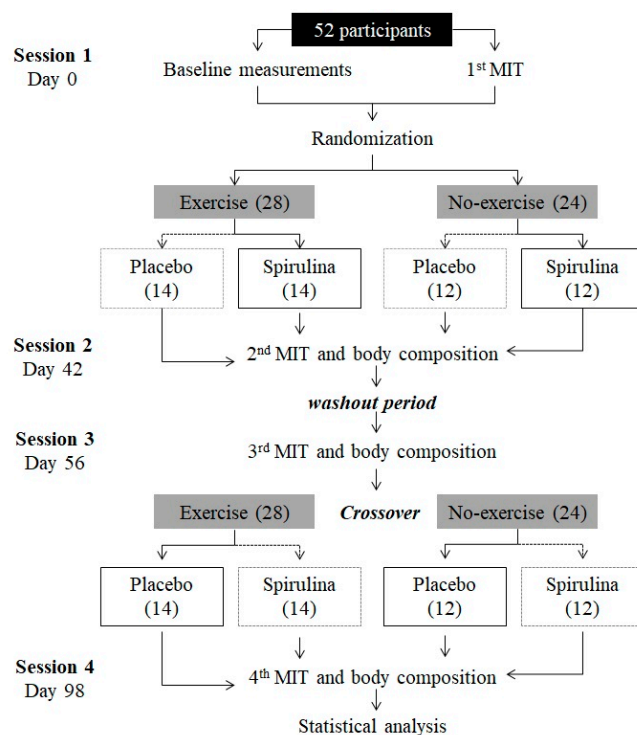 52 participants
Session 1
Day 0
Baseline measurements
1st MIT
Randomization
Exercise (28)
No-exercise (24)
Placebo
(14)
Spirulina
(14)
Placebo
(12)
Spirulina
(12)
Session 2
Day 42
2nd MIT and body composition
washout period
Session 3
Day 56
3rd MIT and body composition
Exercise (28)
Crossover
No-exercise (24)
Placebo
(14)
Spirulina
(14)
Placebo
(12)
Spirulina
(12)
Session 4
Day 98
4th MIT and body composition
Statistical analysis